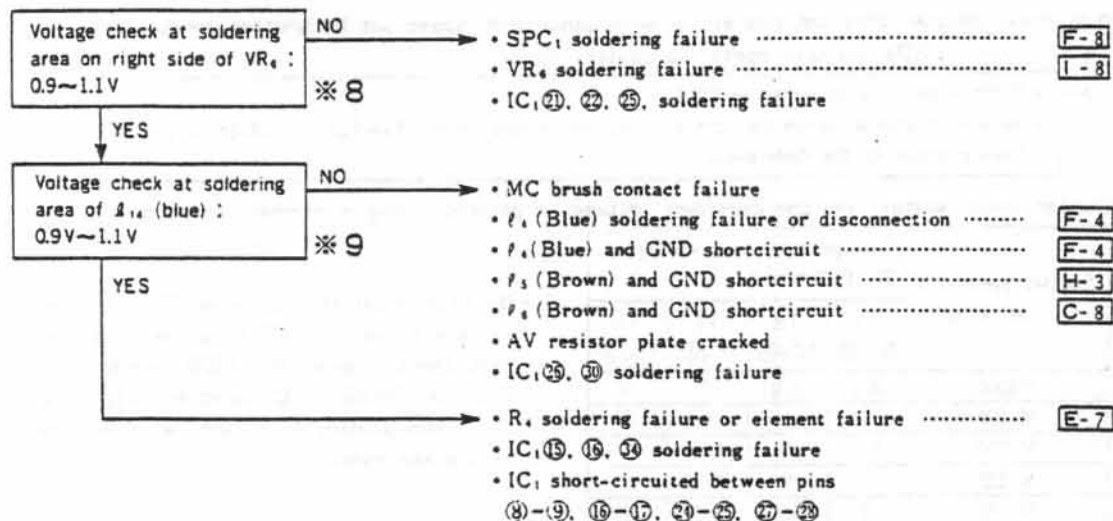 Voltage check at soldering
area on right side of VR₆ :
0.9～1.1V
※8
NO
• SPC₁ soldering failure ………… F-8
• VR₆ soldering failure ………… I-8
• IC₁㉑, ㉒, ㉕, soldering failure
YES
Voltage check at soldering
area of ℓ₁₄ (blue) :
0.9V～1.1V
※9
NO
• MC brush contact failure
• ℓ₄ (Blue) soldering failure or disconnection ………… F-4
• ℓ₄ (Blue) and GND shortcircuit ………… F-4
• ℓ₅ (Brown) and GND shortcircuit ………… H-3
• ℓ₆ (Brown) and GND shortcircuit ………… C-8
• AV resistor plate cracked
• IC₁㉖, ㉚ soldering failure
YES
• R₄ soldering failure or element failure ………… E-7
• IC₁⑮, ⑯, ㉞ soldering failure
• IC₁ short-circuited between pins
⑧-⑨, ⑯-⑰, ㉔-㉕, ㉗-㉘